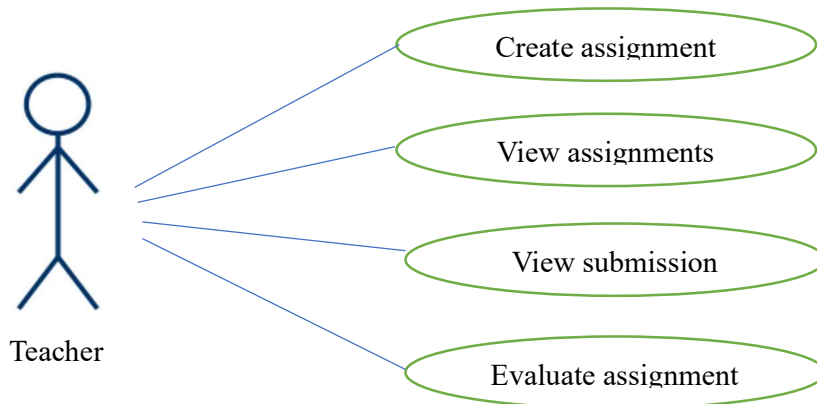 Create assignment
View assignments
View submission
Teacher
Evaluate assignment